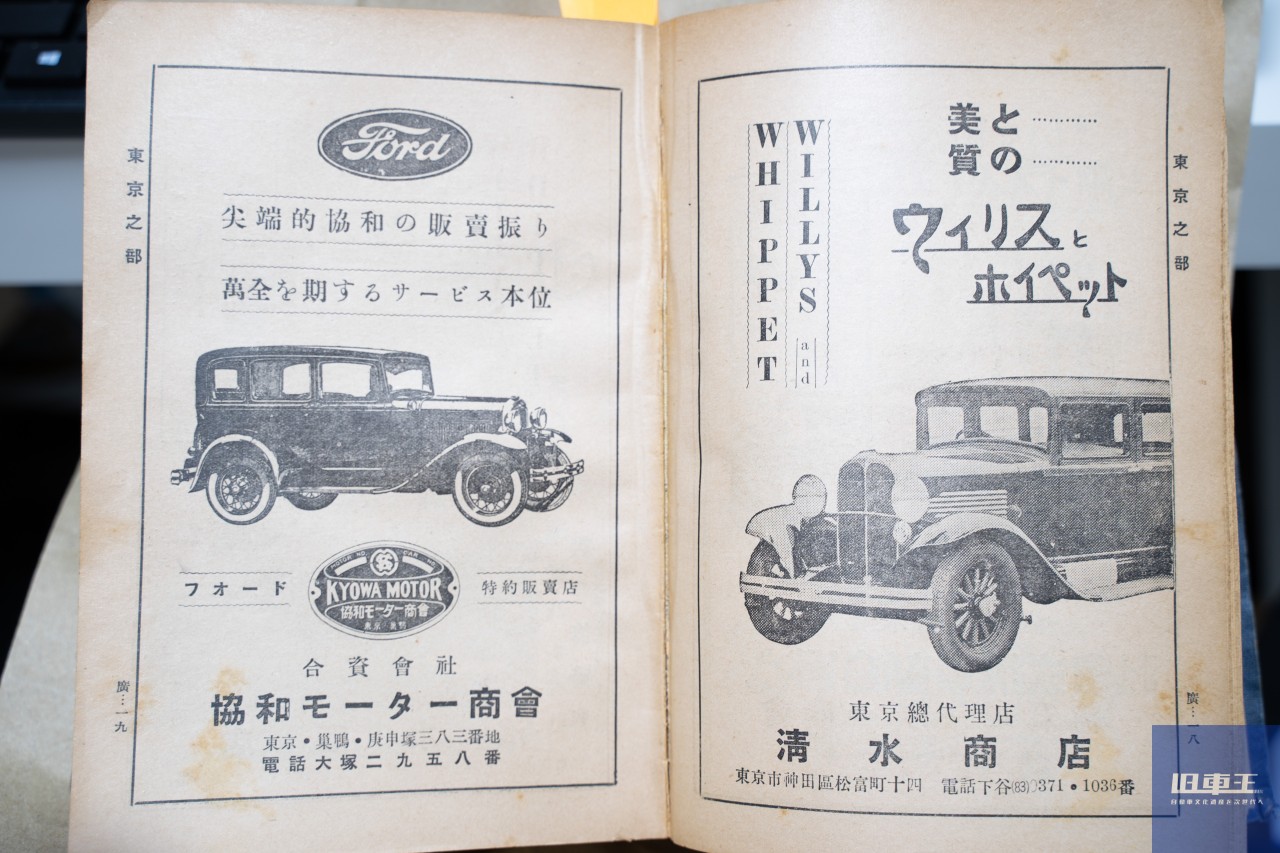 東京之部
Ford
尖端的協和の販賣振り
萬全を期するサービス本位
フオード
KYOWA MOTOR
協和モーター商會
特約販賣店
合資會社
協和モーター商會
東京・巣鴨・庚申塚三八三番地
電話大塚二九五八番
廣…一九
東京之部
美と…………
質の…………
ウィリスと
ホイペット
WILLYS and
WHIPPET
東京總代理店
淸水商店
東京市神田區松富町十四 電話下谷(83)0371・1036番
廣…一八
旧車王